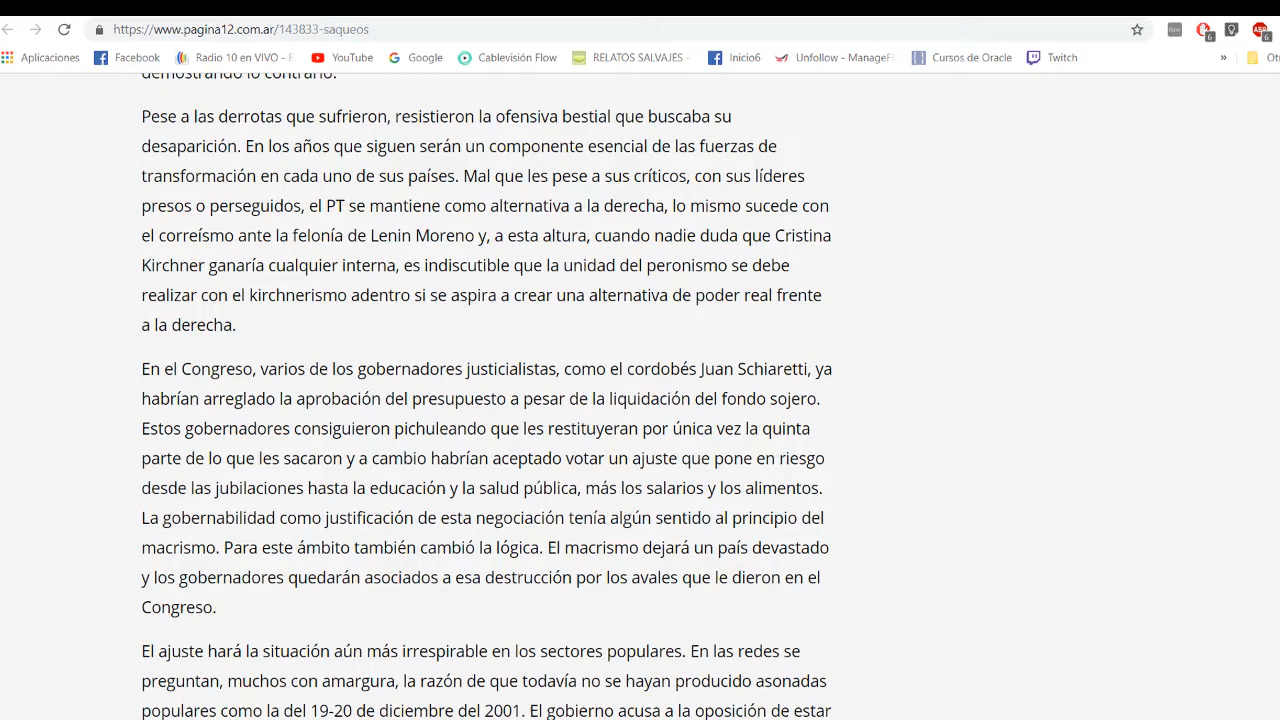 https://www.pagina12.com.ar/143833-saqueos
6
ABP
6
Aplicaciones
Facebook
Radio 10 en VIVO - E
YouTube
Google
Cablevisión Flow
RELATOS SALVAJES -
Inicio6
Unfollow - ManageF
Cursos de Oracle
Twitch
»
Ot
demostrando lo contrario.
Pese a las derrotas que sufrieron, resistieron la ofensiva bestial que buscaba su
desaparición. En los años que siguen serán un componente esencial de las fuerzas de
transformación en cada uno de sus países. Mal que les pese a sus críticos, con sus líderes
presos o perseguidos, el PT se mantiene como alternativa a la derecha, lo mismo sucede con
el correísmo ante la felonía de Lenin Moreno y, a esta altura, cuando nadie duda que Cristina
Kirchner ganaría cualquier interna, es indiscutible que la unidad del peronismo se debe
realizar con el kirchnerismo adentro si se aspira a crear una alternativa de poder real frente
a la derecha.
En el Congreso, varios de los gobernadores justicialistas, como el cordobés Juan Schiaretti, ya
habrían arreglado la aprobación del presupuesto a pesar de la liquidación del fondo sojero.
Estos gobernadores consiguieron pichuleando que les restituyeran por única vez la quinta
parte de lo que les sacaron y a cambio habrían aceptado votar un ajuste que pone en riesgo
desde las jubilaciones hasta la educación y la salud pública, más los salarios y los alimentos.
La gobernabilidad como justificación de esta negociación tenía algún sentido al principio del
macrismo. Para este ámbito también cambió la lógica. El macrismo dejará un país devastado
y los gobernadores quedarán asociados a esa destrucción por los avales que le dieron en el
Congreso.
El ajuste hará la situación aún más irrespirable en los sectores populares. En las redes se
preguntan, muchos con amargura, la razón de que todavía no se hayan producido asonadas
populares como la del 19-20 de diciembre del 2001. El gobierno acusa a la oposición de estar